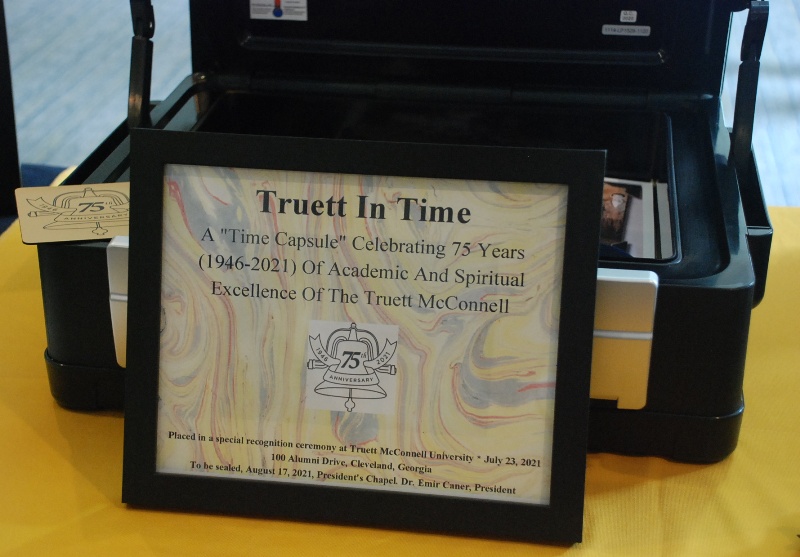 Truett In Time
A "Time Capsule" Celebrating 75 Years
(1946-2021) Of Academic And Spiritual
Excellence Of The Truett McConnell
1946 75th 2021
ANNIVERSARY
Placed in a special recognition ceremony at Truett McConnell University * July 23, 2021
100 Alumni Drive, Cleveland, Georgia
To be sealed, August 17, 2021, President's Chapel. Dr. Emir Caner, President
75th
ANNIVERSARY